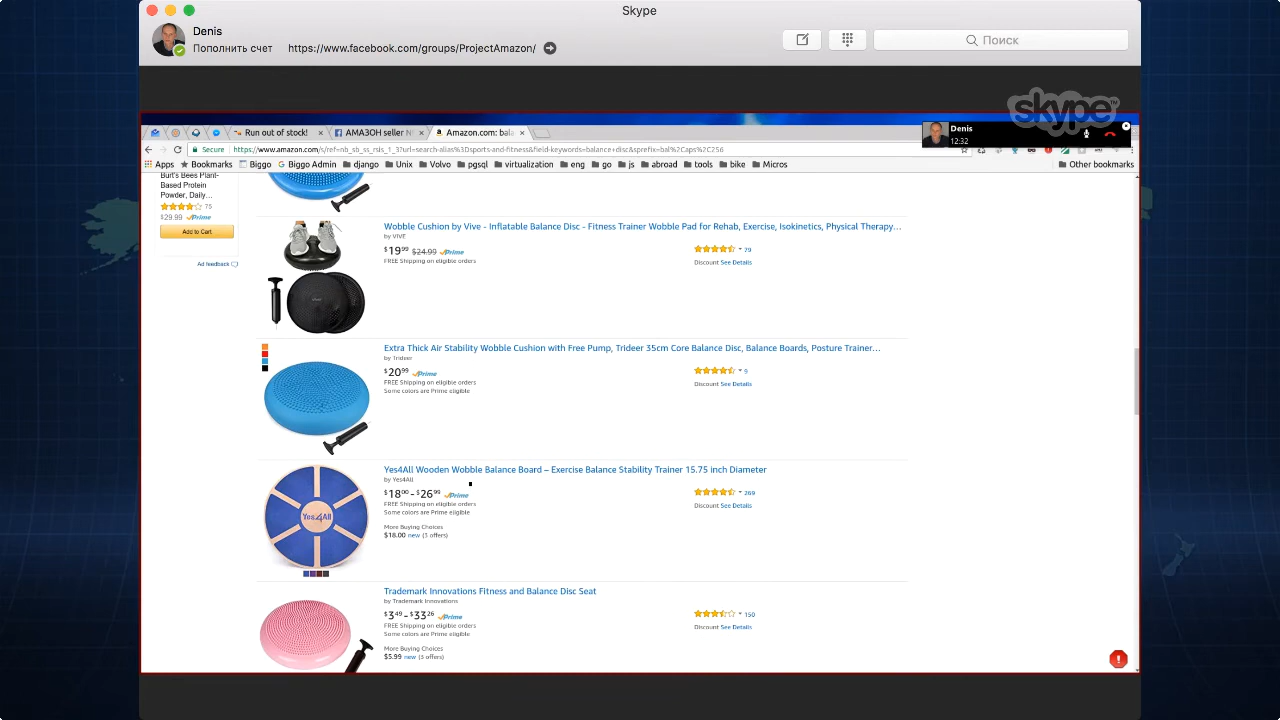 Skype
Denis
Пополнить счет https://www.facebook.com/groups/ProjectAmazon/
Поиск
skype™
Run out of stock!
АМАЗОН seller N
Amazon.com: bala
Denis
12:32
Secure https://www.amazon.com/s/ref=nb_sb_ss_rsis_1_3?url=search-alias%3Dsports-and-fitness&field-keywords=balance+disc&sprefix=bal%2Caps%2C256
Apps Bookmarks Biggo Biggo Admin django Unix Volvo pgsql virtualization eng go js abroad tools bike Micros Other bookmarks
Burt's Bees Plant-
Based Protein
Powder, Daily…
75
$29.99 Prime
Add to Cart
Ad feedback
Wobble Cushion by Vive - Inflatable Balance Disc - Fitness Trainer Wobble Pad for Rehab, Exercise, Isokinetics, Physical Therapy…
by VIVE
$19.99 $24.99 Prime
FREE Shipping on eligible orders
79
Discount See Details
Extra Thick Air Stability Wobble Cushion with Free Pump, Trideer 35cm Core Balance Disc, Balance Boards, Posture Trainer…
by Trideer
$20.99 Prime
FREE Shipping on eligible orders
Some colors are Prime eligible
9
Discount See Details
Yes4All
Yes4All Wooden Wobble Balance Board – Exercise Balance Stability Trainer 15.75 inch Diameter
by Yes4All
$18.00 - $26.99 Prime
FREE Shipping on eligible orders
Some colors are Prime eligible
More Buying Choices
$18.00 new (3 offers)
269
Discount See Details
Trademark Innovations Fitness and Balance Disc Seat
by Trademark Innovations
$3.49 - $33.26 Prime
FREE Shipping on eligible orders
Some colors are Prime eligible
More Buying Choices
$5.99 new (3 offers)
150
Discount See Details